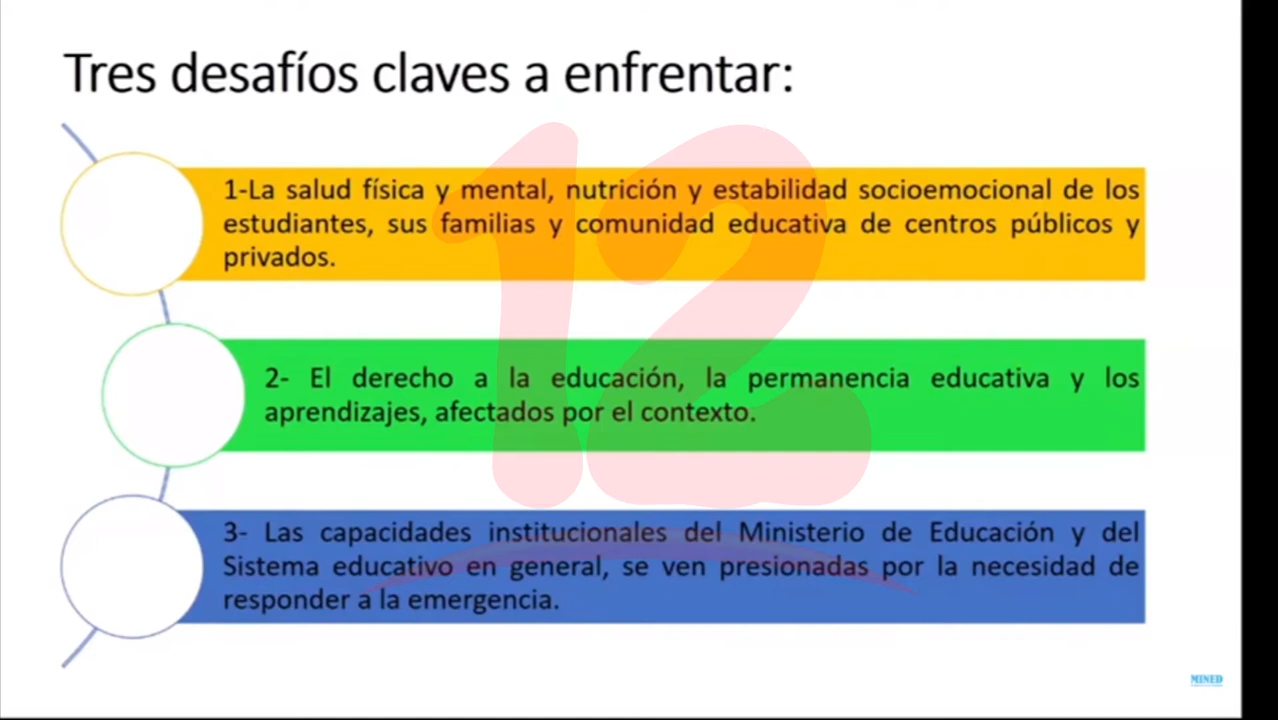 Tres desafíos claves a enfrentar:
1-La salud física y mental, nutrición y estabilidad socioemocional de los
estudiantes, sus familias y comunidad educativa de centros públicos y
privados.
2- El derecho a la educación, la permanencia educativa y los
aprendizajes, afectados por el contexto.
3- Las capacidades institucionales del Ministerio de Educación y del
Sistema educativo en general, se ven presionadas por la necesidad de
responder a la emergencia.
12
MINED